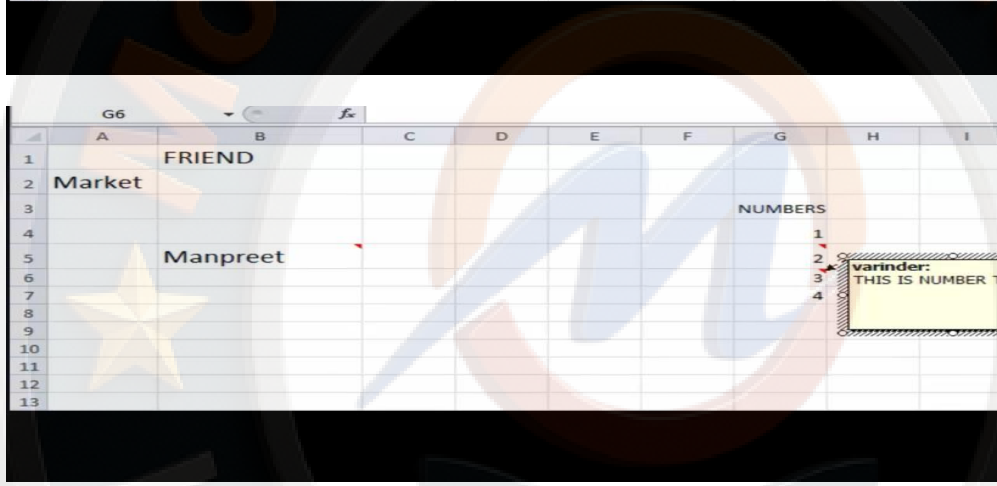 G6 fx
A B C D E F G H I
1 FRIEND
2 Market
3 NUMBERS
4 1
5 Manpreet 2
6 3
7 4
8
9
10
11
12
13
varinder:
THIS IS NUMBER